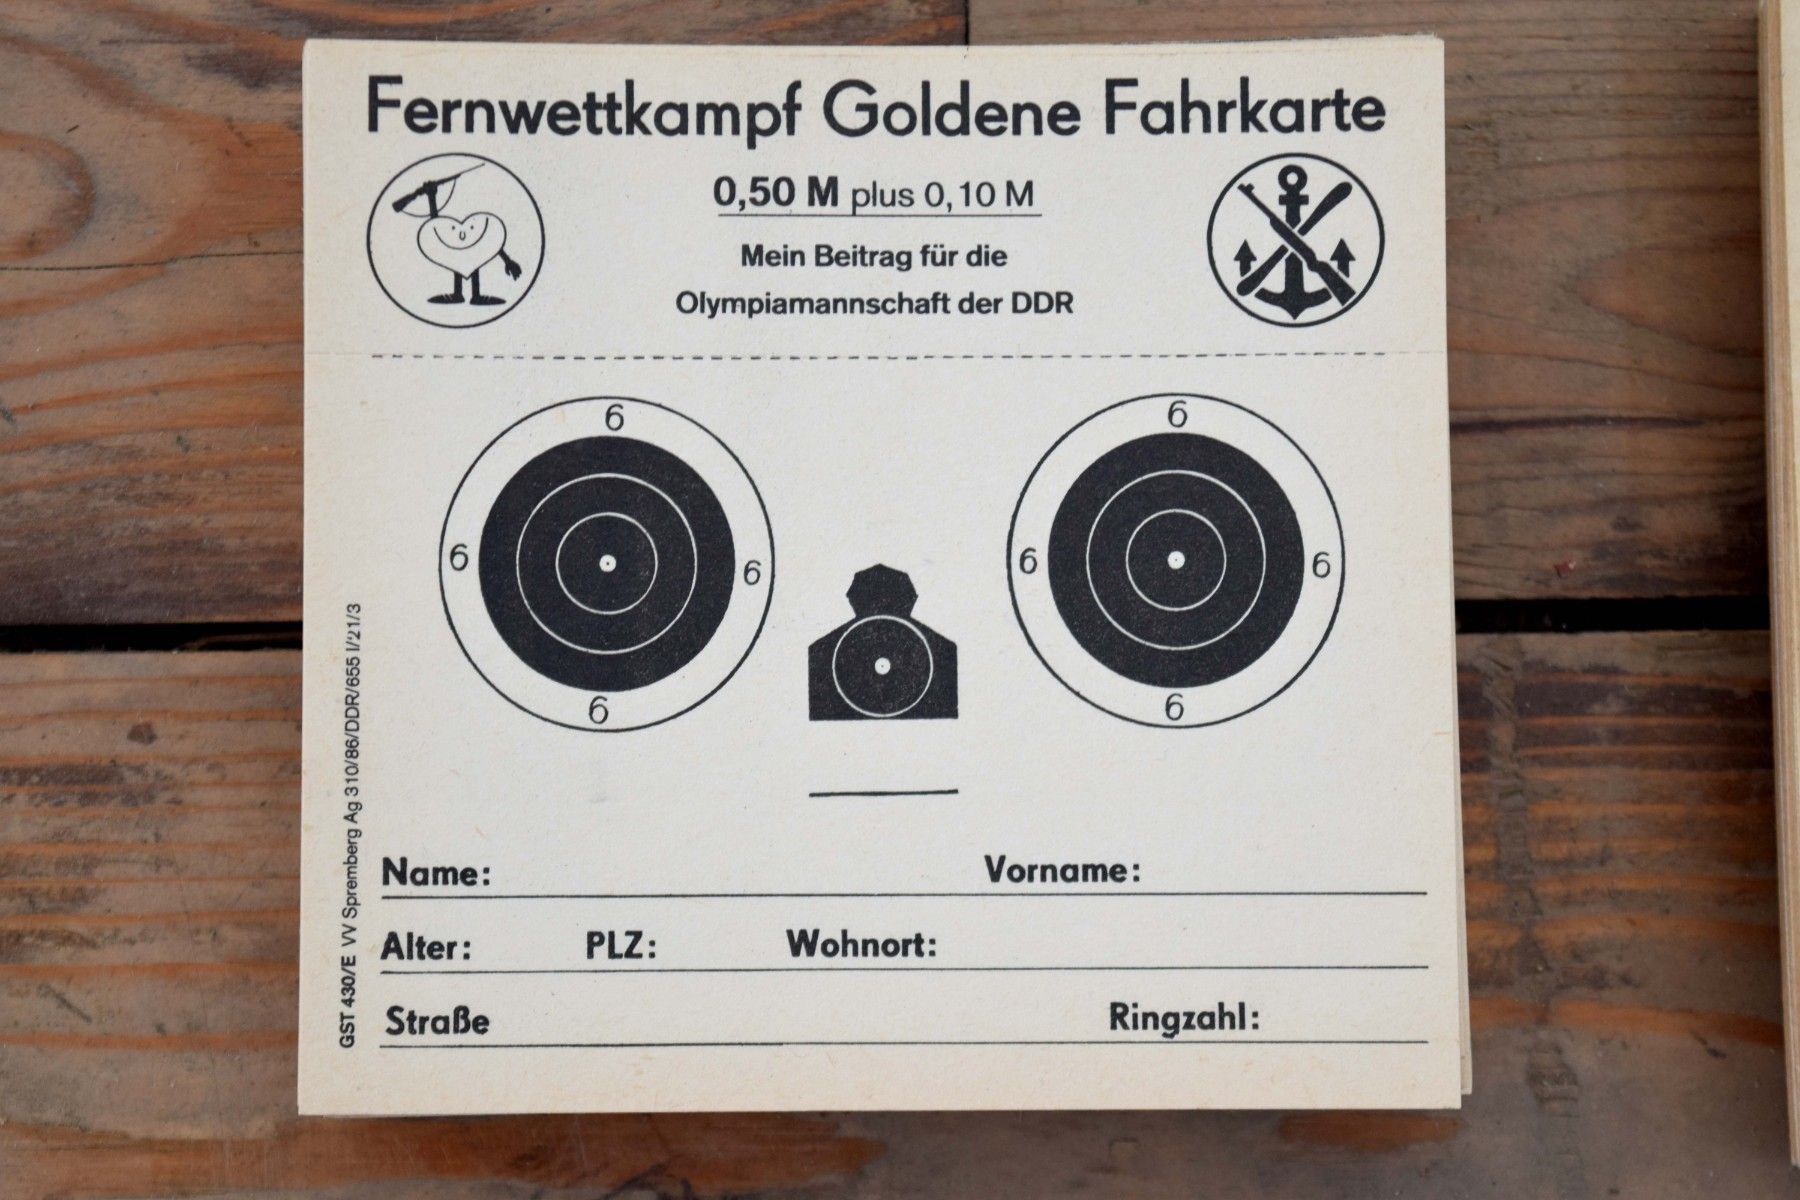 Fernwettkampf Goldene Fahrkarte
0,50 M plus 0,10 M
Mein Beitrag für die
Olympiamannschaft der DDR
6
6
6
6
6
6
6
6
Name: Vorname:
Alter: PLZ: Wohnort:
Straße Ringzahl:
GST 430/E VV Spremberg Ag 310/86/DDR/655 I/21/3